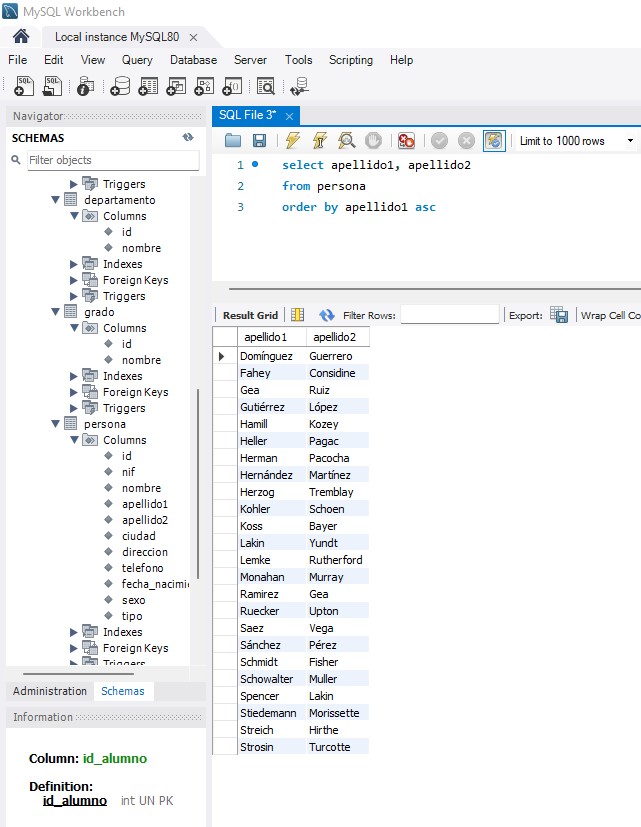 MySQL Workbench
Local instance MySQL80
File Edit View Query Database Server Tools Scripting Help
Navigator
SCHEMAS
Filter objects
Triggers
departamento
Columns
id
nombre
Indexes
Foreign Keys
Triggers
grado
Columns
id
nombre
Indexes
Foreign Keys
Triggers
persona
Columns
id
nif
nombre
apellido1
apellido2
ciudad
direccion
telefono
fecha_nacimi
sexo
tipo
Indexes
Foreign Keys
Triggers
Administration Schemas
Information
Column: id_alumno
Definition:
id_alumno int UN PK
SQL File 3*
Limit to 1000 rows
1 select apellido1, apellido2
2 from persona
3 order by apellido1 asc
Result Grid Filter Rows: Export: Wrap Cell Co
apellido1 apellido2
Domínguez Guerrero
Fahey Considine
Gea Ruiz
Gutiérrez López
Hamill Kozey
Heller Pagac
Herman Pacocha
Hernández Martínez
Herzog Tremblay
Kohler Schoen
Koss Bayer
Lakin Yundt
Lemke Rutherford
Monahan Murray
Ramirez Gea
Ruecker Upton
Saez Vega
Sánchez Pérez
Schmidt Fisher
Schowalter Muller
Spencer Lakin
Stiedemann Morissette
Streich Hirthe
Strosin Turcotte